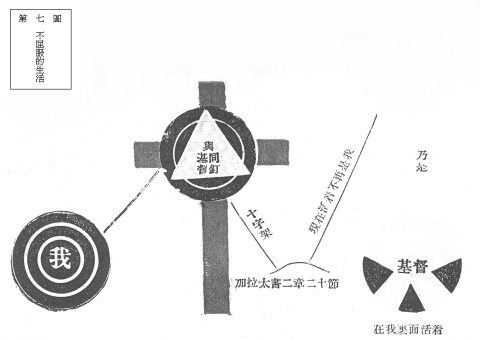 第七圖
不屈服的生活
與
基督
同釘
我
十字架
現在活着不再是我
加拉太書二章二十節
乃是
基督
在我裏面活着